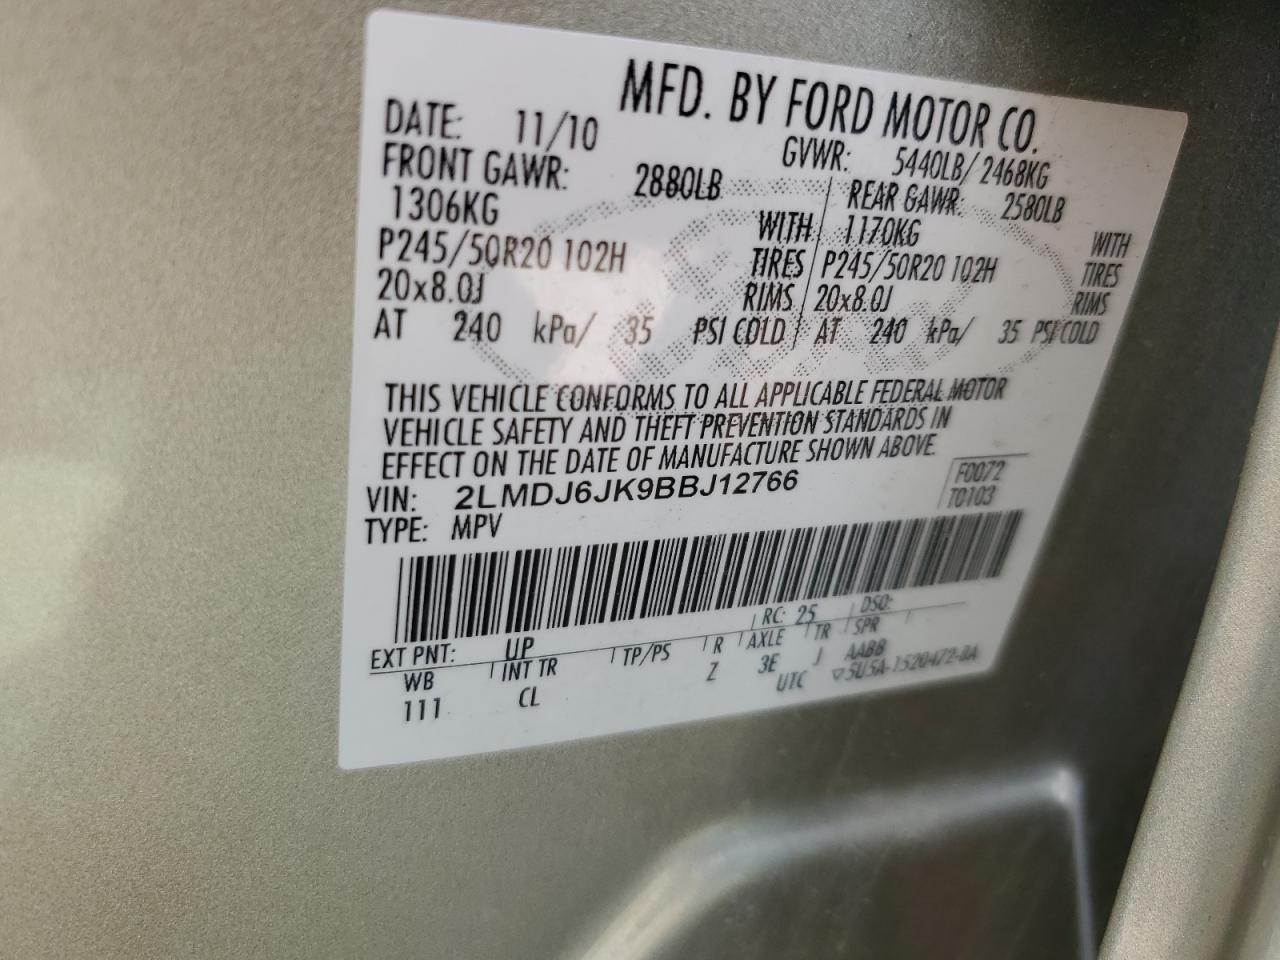 MFD. BY FORD MOTOR CO.
DATE: 11/10 GVWR: 5440LB/ 2468KG
FRONT GAWR: 2880LB REAR GAWR: 2580LB
1306KG WITH 1170KG WITH
P245/50R20 102H TIRES P245/50R20 102H TIRES
20x8.0J RIMS 20x8.0J RIMS
AT 240 kPa/ 35 PSI COLD AT 240 kPa/ 35 PSI COLD
THIS VEHICLE CONFORMS TO ALL APPLICABLE FEDERAL MOTOR
VEHICLE SAFETY AND THEFT PREVENTION STANDARDS IN
EFFECT ON THE DATE OF MANUFACTURE SHOWN ABOVE.
VIN: 2LMDJ6JK9BBJ12766 F0072
TYPE: MPV T0103
EXT PNT: UP RC: 25 DSO:
WB INT TR TP/PS R AXLE TR SPR
111 CL Z 3E J AABB
UTC ▽5U5A-1520472-BA